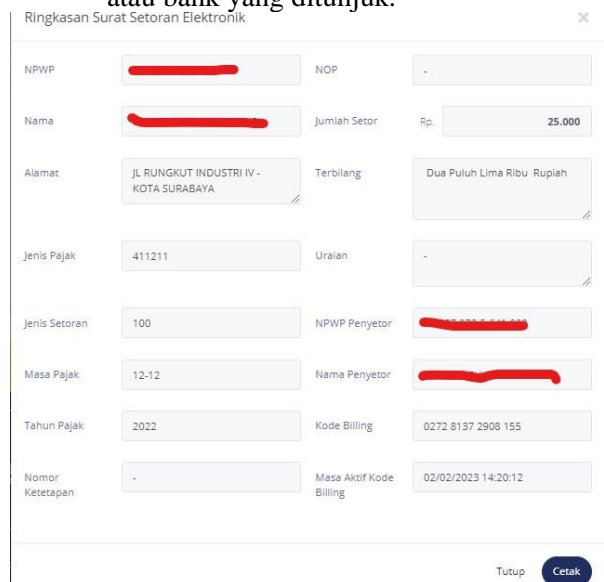 atau bank yang ditunjuk.
Ringkasan Surat Setoran Elektronik
NPWP
NOP
-
Nama
Jumlah Setor
Rp.
25.000
Alamat
JL RUNGKUT INDUSTRI IV -
KOTA SURABAYA
Terbilang
Dua Puluh Lima Ribu Rupiah
Jenis Pajak
411211
Uraian
-
Jenis Setoran
100
NPWP Penyetor
Masa Pajak
12-12
Nama Penyetor
Tahun Pajak
2022
Kode Billing
0272 8137 2908 155
Nomor
Ketetapan
-
Masa Aktif Kode
Billing
02/02/2023 14:20:12
Tutup
Cetak